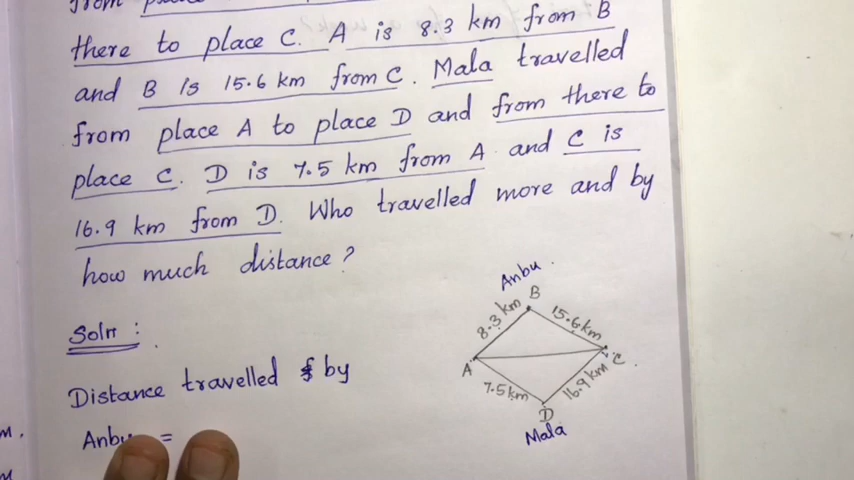 from place
there to place C. A is 8.3 km from B
and B is 15.6 km from C. Mala travelled
from place A to place D and from there to
place C. D is 7.5 km from A and C is
16.9 km from D. Who travelled more and by
how much distance?
Anbu.
B
8.3 km
15.6 km
A
C
7.5 km
16.9 km
D
Mala
Soln :
Distance travelled by
Anbu =
m.
m